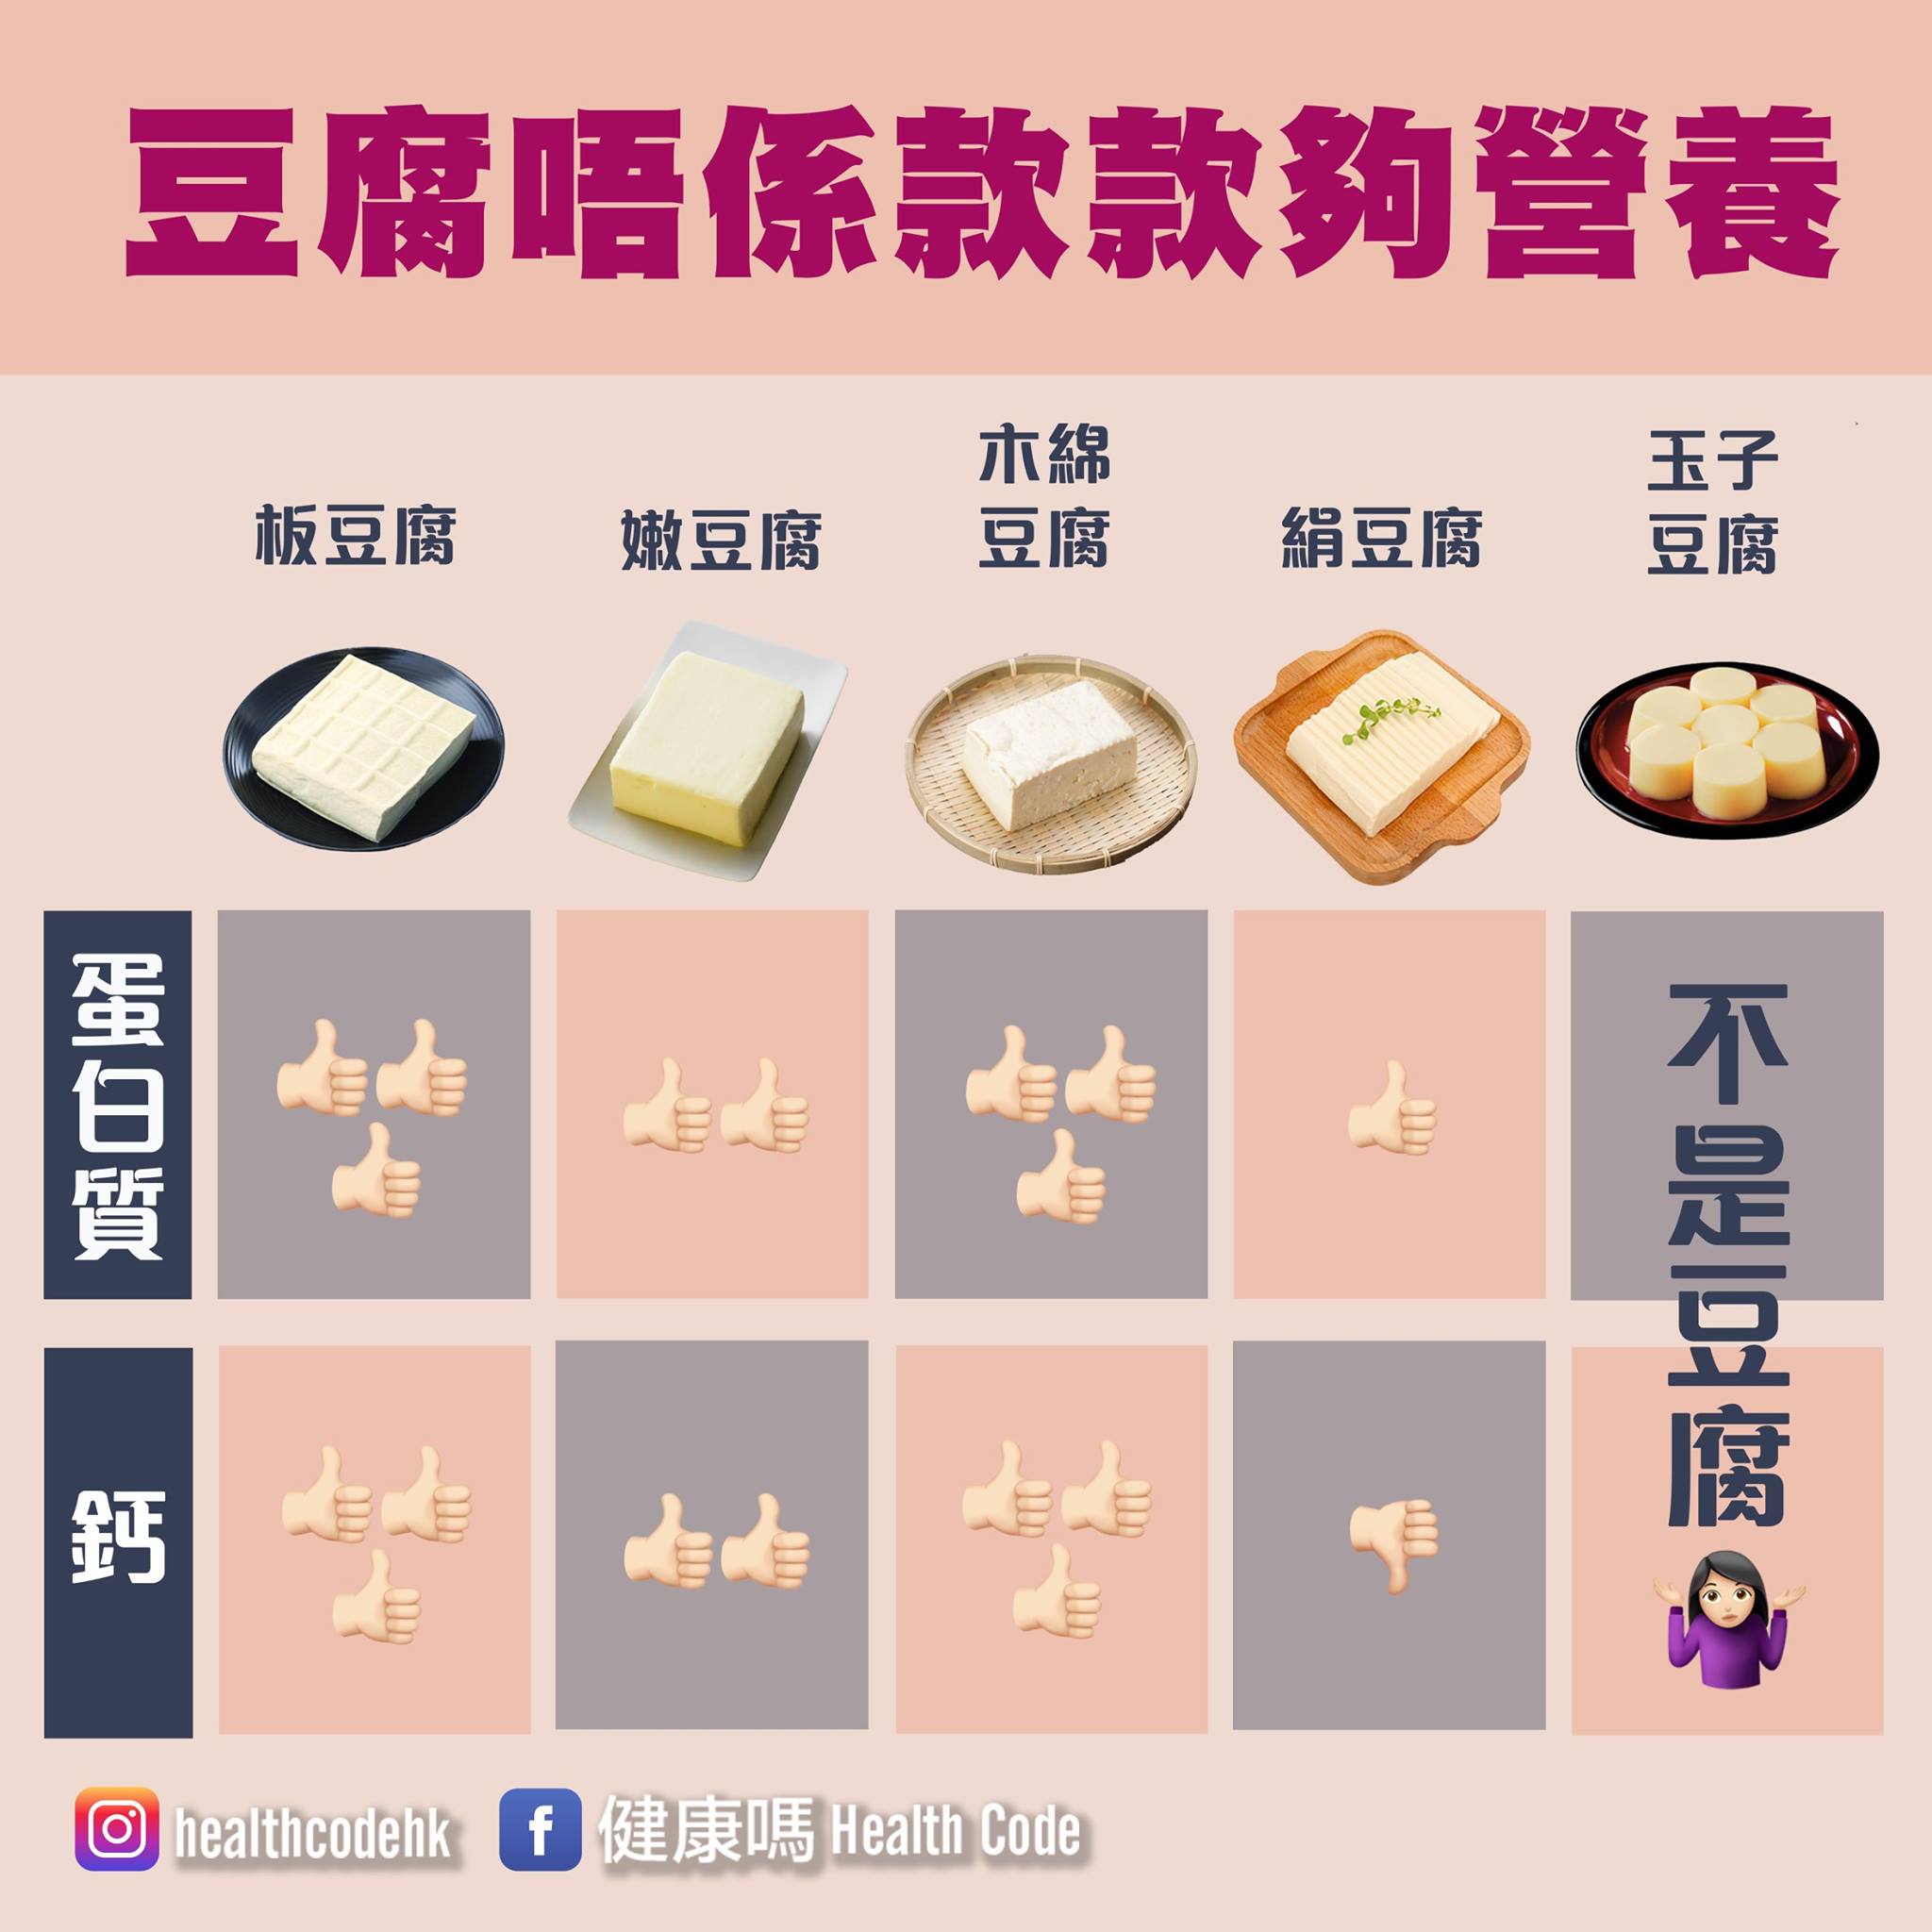 豆腐唔係款款夠營養
板豆腐
嫩豆腐
木綿
豆腐
絹豆腐
玉子
豆腐
蛋白質
不是豆腐
鈣
healthcodehk
健康嗎 Health Code